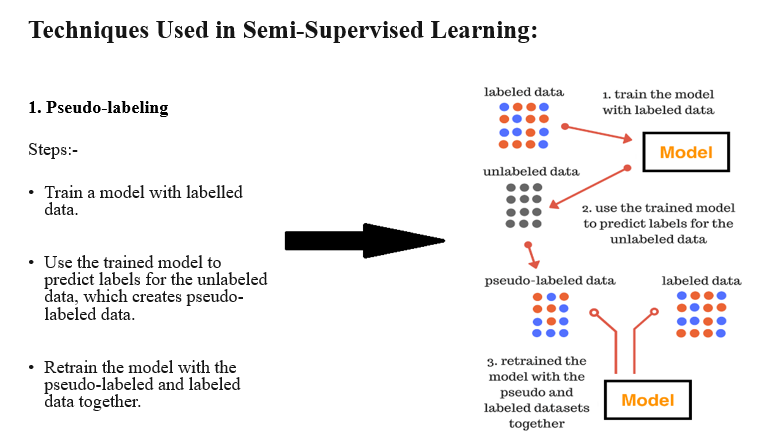 Techniques Used in Semi-Supervised Learning:
1. Pseudo-labeling
Steps:-
• Train a model with labelled
data.
• Use the trained model to
predict labels for the unlabeled
data, which creates pseudo-
labeled data.
• Retrain the model with the
pseudo-labeled and labeled
data together.
labeled data
1. train the model
with labeled data
Model
unlabeled data
2. use the trained model
to predict labels for the
unlabeled data
pseudo-labeled data
labeled data
3. retrained the
model with the
pseudo and
labeled datasets
together
Model